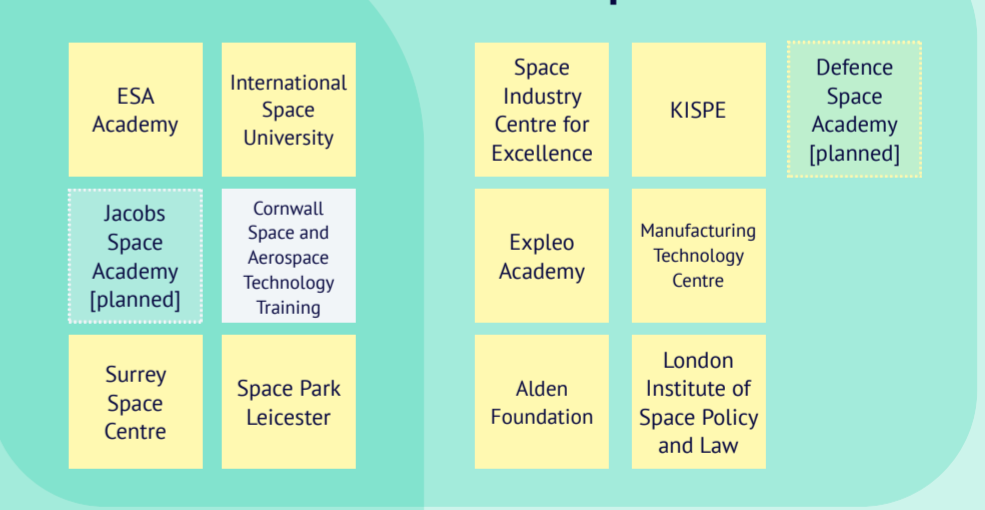 ESA
Academy
International
Space
University
Jacobs
Space
Academy
[planned]
Cornwall
Space and
Aerospace
Technology
Training
Surrey
Space
Centre
Space Park
Leicester
Space
Industry
Centre for
Excellence
KISPE
Defence
Space
Academy
[planned]
Expleo
Academy
Manufacturing
Technology
Centre
Alden
Foundation
London
Institute of
Space Policy
and Law